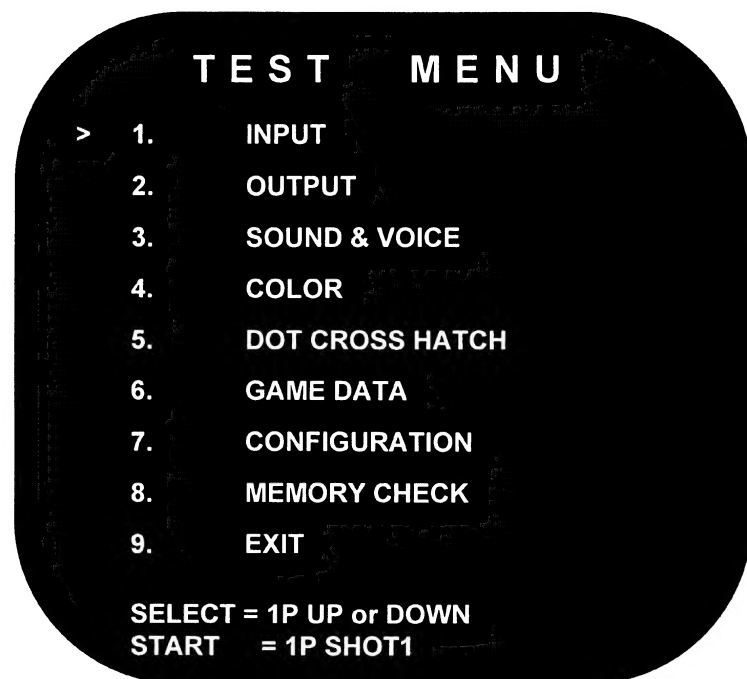 TEST MENU
> 1. INPUT
2. OUTPUT
3. SOUND & VOICE
4. COLOR
5. DOT CROSS HATCH
6. GAME DATA
7. CONFIGURATION
8. MEMORY CHECK
9. EXIT
SELECT = 1P UP or DOWN
START = 1P SHOT1